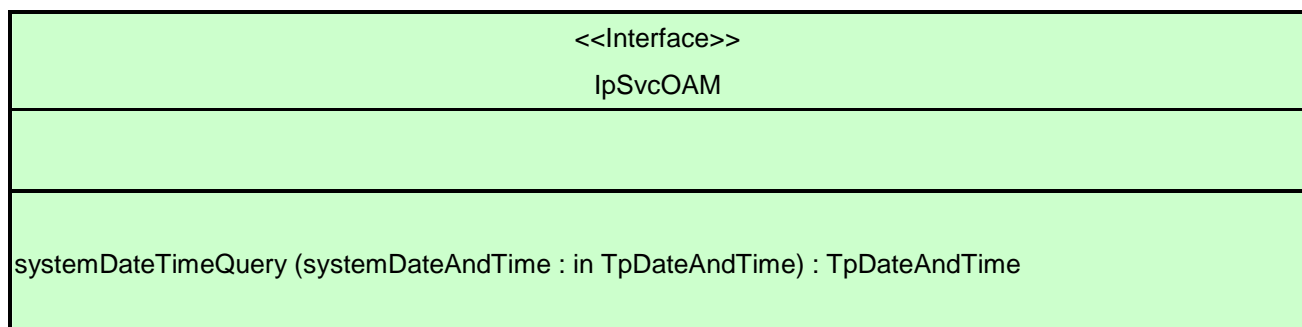 <<Interface>>
IpSvcOAM
systemDateTimeQuery (systemDateAndTime : in TpDateAndTime) : TpDateAndTime